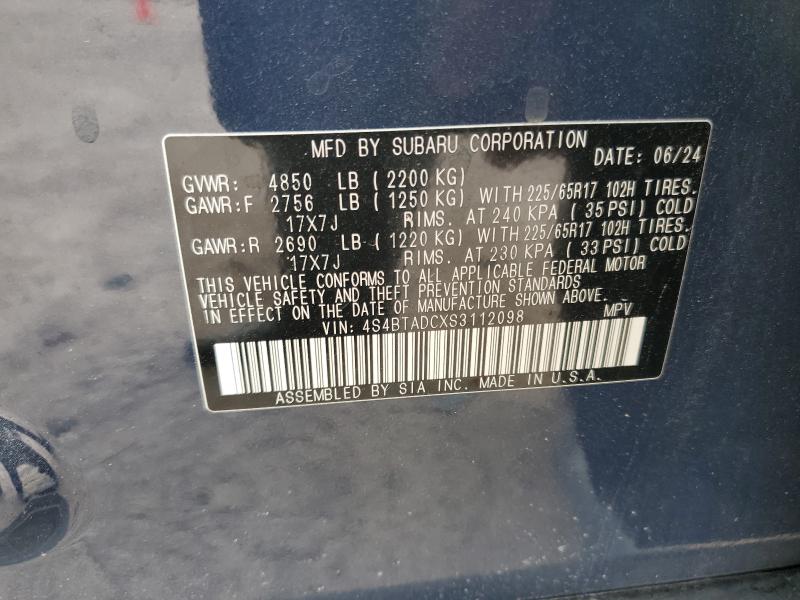 MFD BY SUBARU CORPORATION DATE: 06/24
GVWR: 4850 LB (2200 KG)
GAWR:F 2756 LB (1250 KG) WITH 225/65R17 102H TIRES.
17X7J RIMS. AT 240 KPA (35 PSI) COLD
GAWR:R 2690 LB (1220 KG) WITH 225/65R17 102H TIRES.
17X7J RIMS. AT 230 KPA (33 PSI) COLD
THIS VEHICLE CONFORMS TO ALL APPLICABLE FEDERAL MOTOR
VEHICLE SAFETY AND THEFT PREVENTION STANDARDS
IN EFFECT ON THE DATE OF MANUFACTURE SHOWN ABOVE.
VIN: 4S4BTADCXS3112098 MPV
ASSEMBLED BY SIA INC. MADE IN U.S.A.